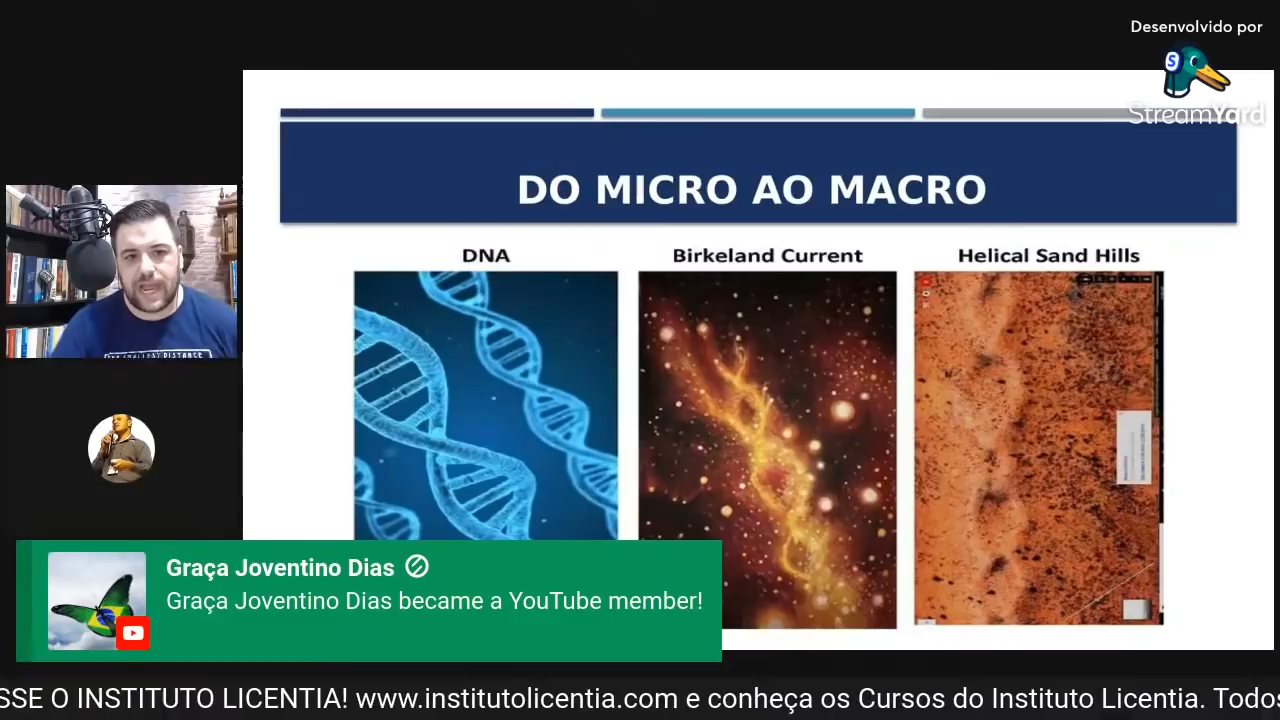 Desenvolvido por
StreamYard
DO MICRO AO MACRO
DNA
Birkeland Current
Helical Sand Hills
Graça Joventino Dias
Graça Joventino Dias became a YouTube member!
SSE O INSTITUTO LICENTIA! www.institutolicentia.com e conheça os Cursos do Instituto Licentia. Todos